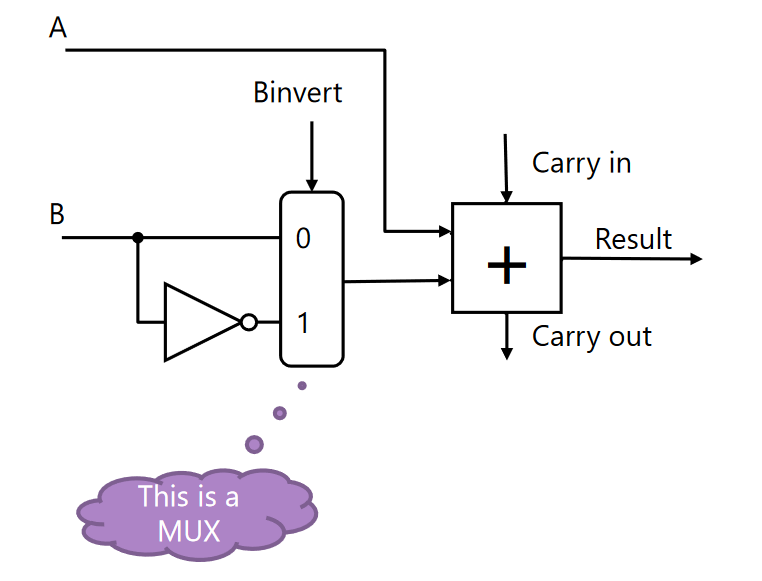 A
Binvert
Carry in
B
0
Result
+
1
Carry out
This is a
MUX